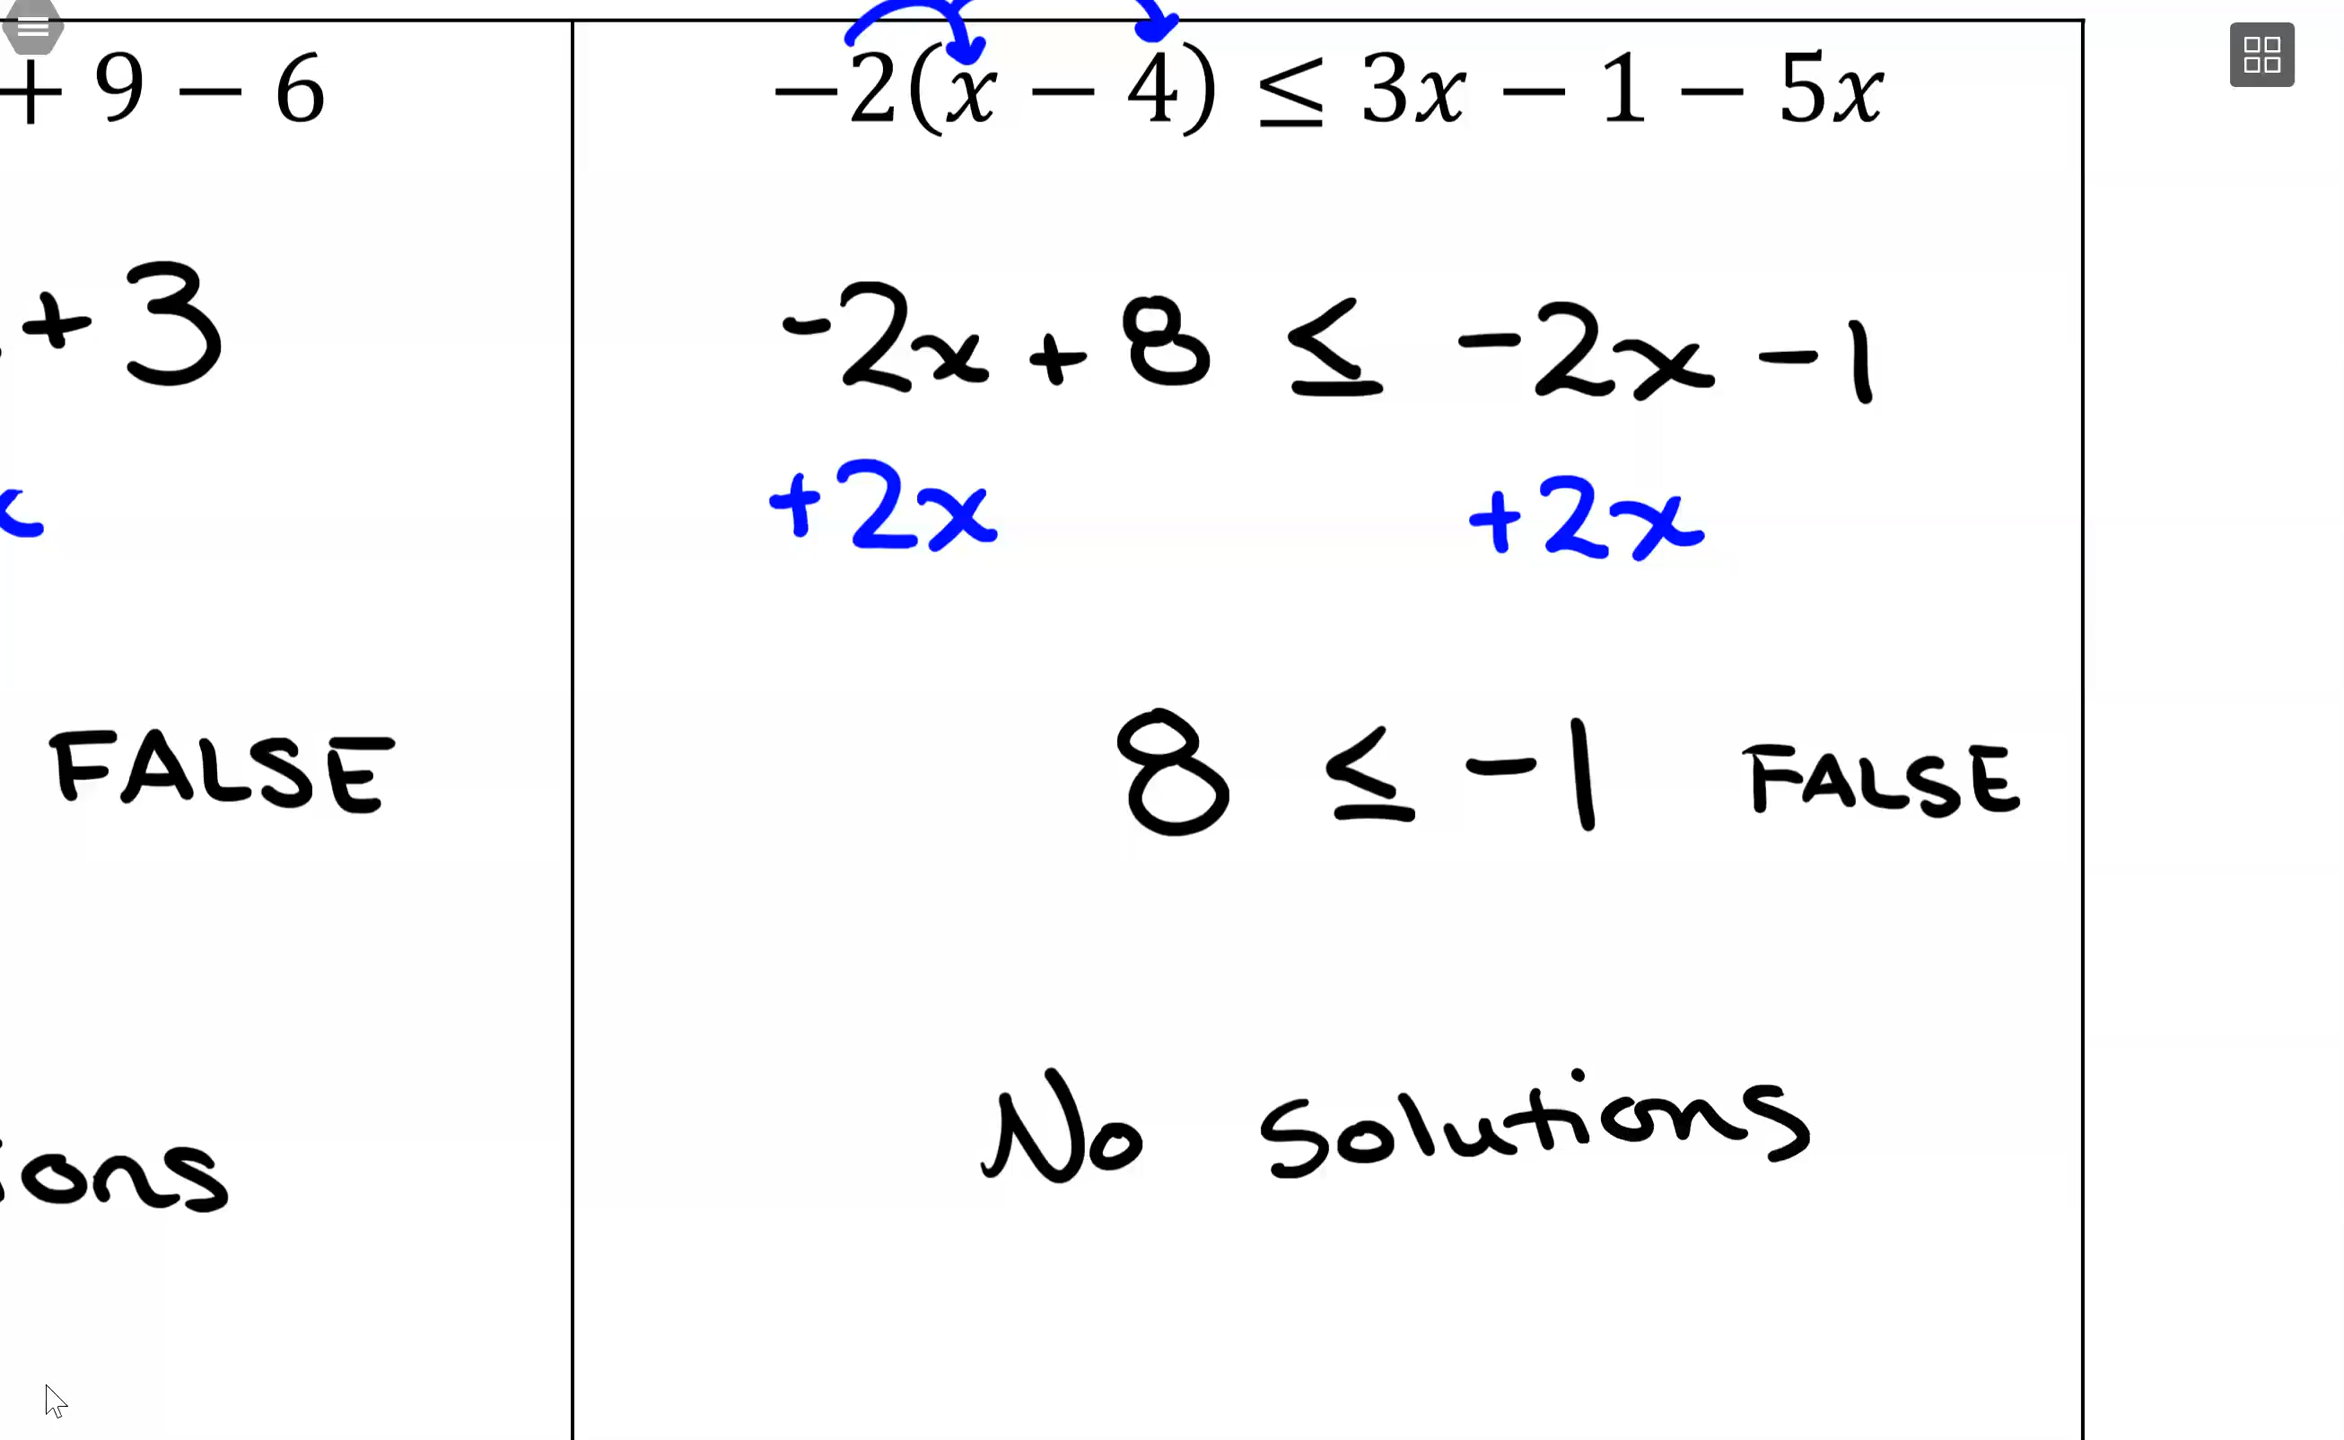 + 9 − 6
+ 3
x
FALSE
ons
−2(x − 4) ≤ 3x − 1 − 5x
-2x + 8 ≤ -2x - 1
+2x +2x
8 ≤ -1 FALSE
No solutions